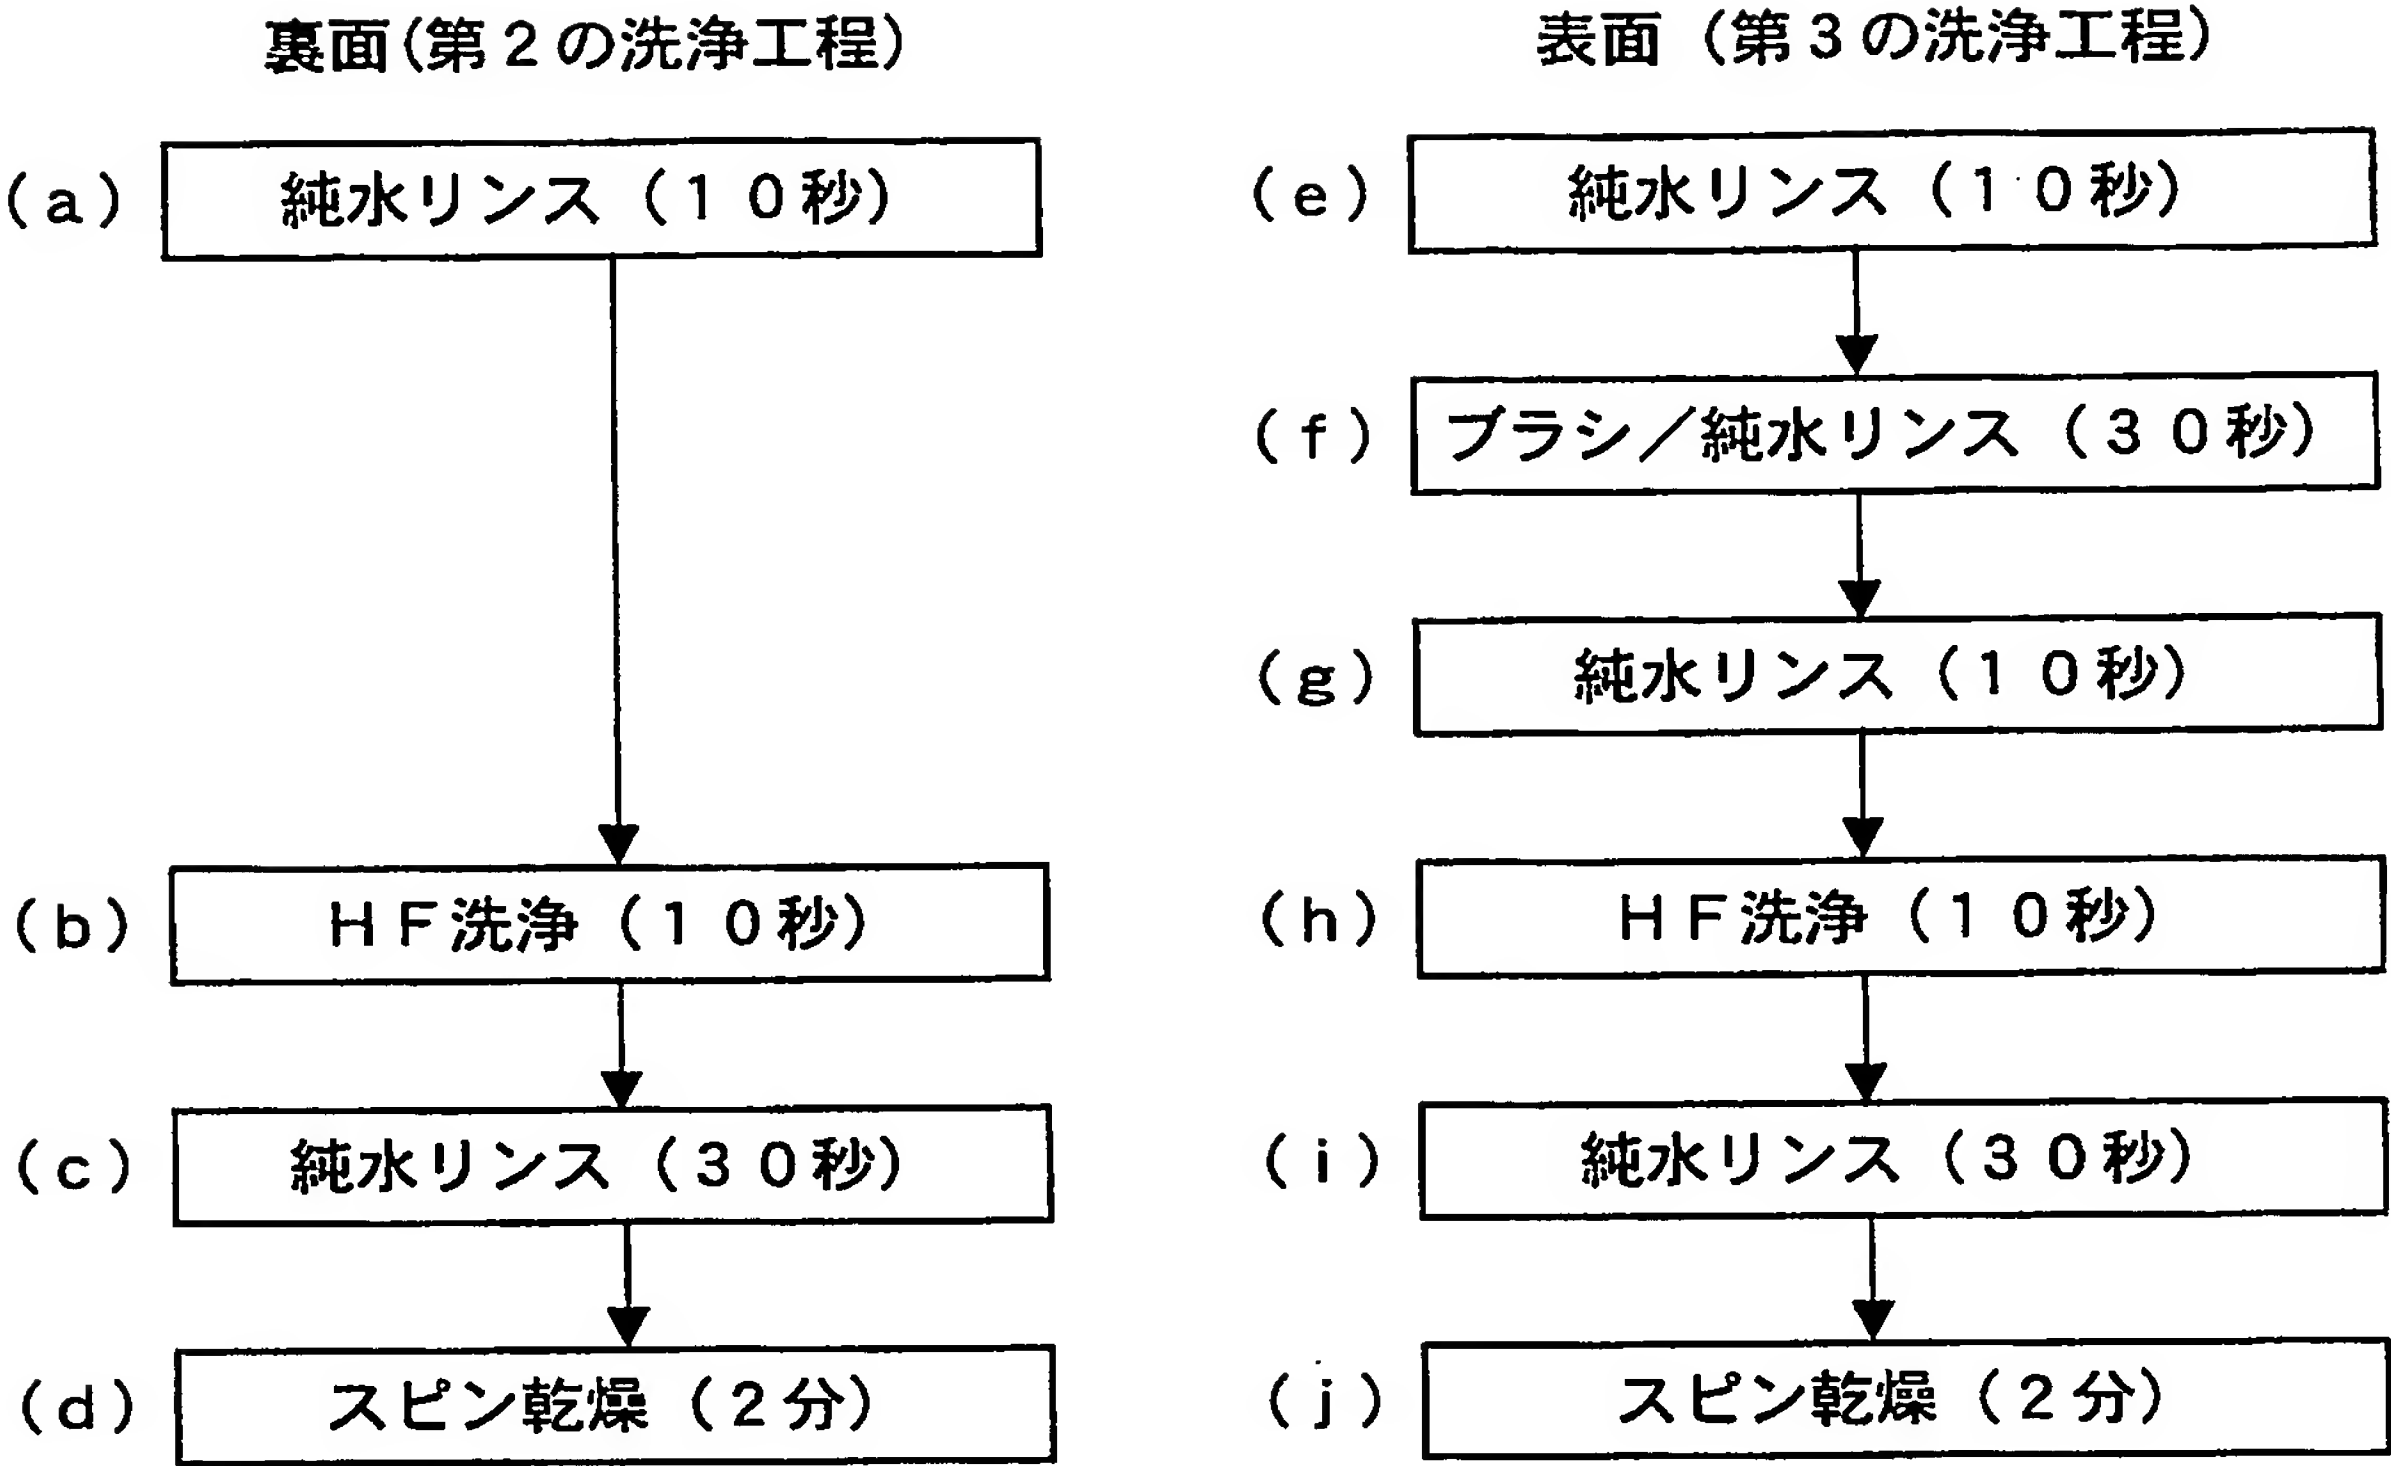 裏面(第２の洗浄工程)
(a) 純水リンス(１０秒)
(b) ＨＦ洗浄(１０秒)
(c) 純水リンス(３０秒)
(d) スピン乾燥(２分)
表面(第３の洗浄工程)
(e) 純水リンス(１０秒)
(f) ブラシ／純水リンス(３０秒)
(g) 純水リンス(１０秒)
(h) ＨＦ洗浄(１０秒)
(i) 純水リンス(３０秒)
(j) スピン乾燥(２分)